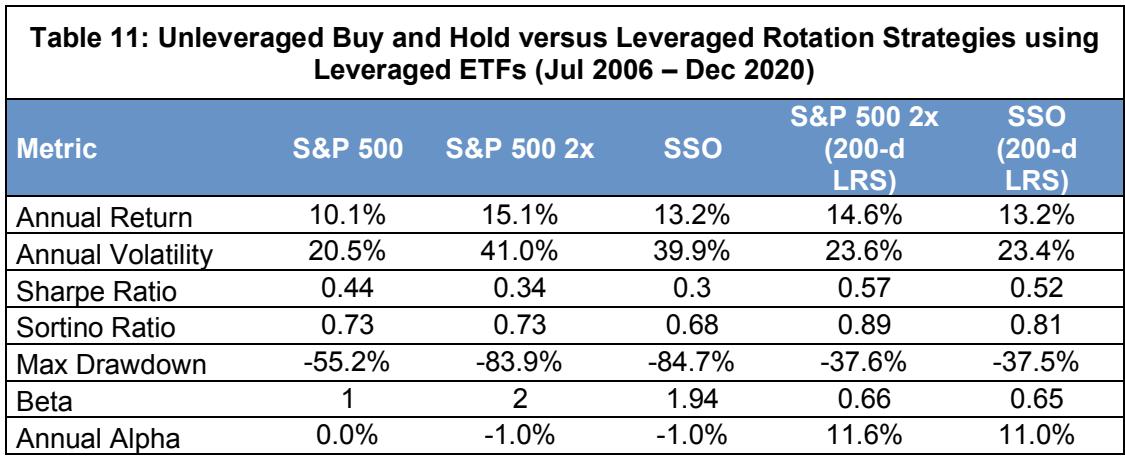 Table 11: Unleveraged Buy and Hold versus Leveraged Rotation Strategies using
Leveraged ETFs (Jul 2006 – Dec 2020)
Metric S&P 500 S&P 500 2x SSO S&P 500 2x (200-d LRS) SSO (200-d LRS)
Annual Return 10.1% 15.1% 13.2% 14.6% 13.2%
Annual Volatility 20.5% 41.0% 39.9% 23.6% 23.4%
Sharpe Ratio 0.44 0.34 0.3 0.57 0.52
Sortino Ratio 0.73 0.73 0.68 0.89 0.81
Max Drawdown -55.2% -83.9% -84.7% -37.6% -37.5%
Beta 1 2 1.94 0.66 0.65
Annual Alpha 0.0% -1.0% -1.0% 11.6% 11.0%